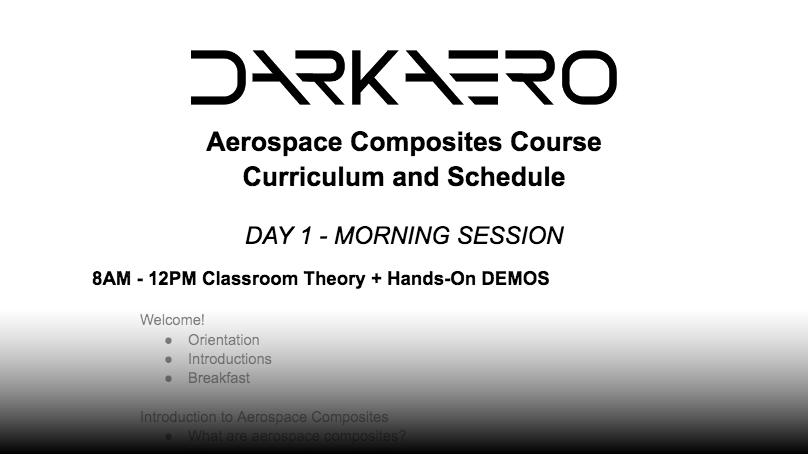 DARKAERO
Aerospace Composites Course
Curriculum and Schedule
DAY 1 - MORNING SESSION
8AM - 12PM Classroom Theory + Hands-On DEMOS
Welcome!
● Orientation
● Introductions
● Breakfast
Introduction to Aerospace Composites
● What are aerospace composites?